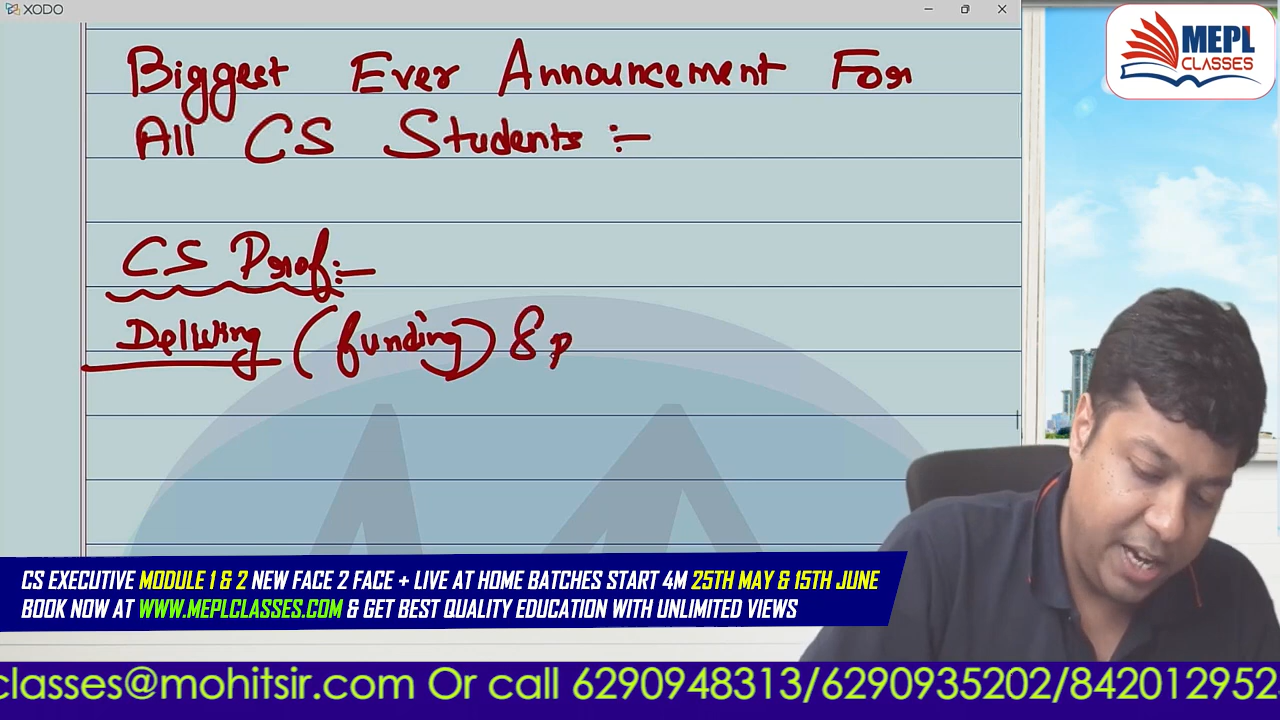 XODO
MEPL
CLASSES
Biggest Ever Announcement For
All CS Students :-
CS Prof :-
Delisting (funding) 8 p
CS EXECUTIVE MODULE 1 & 2 NEW FACE 2 FACE + LIVE AT HOME BATCHES START 4M 25TH MAY & 15TH JUNE
BOOK NOW AT WWW.MEPLCLASSES.COM & GET BEST QUALITY EDUCATION WITH UNLIMITED VIEWS
classes@mohitsir.com Or call 6290948313/6290935202/842012952